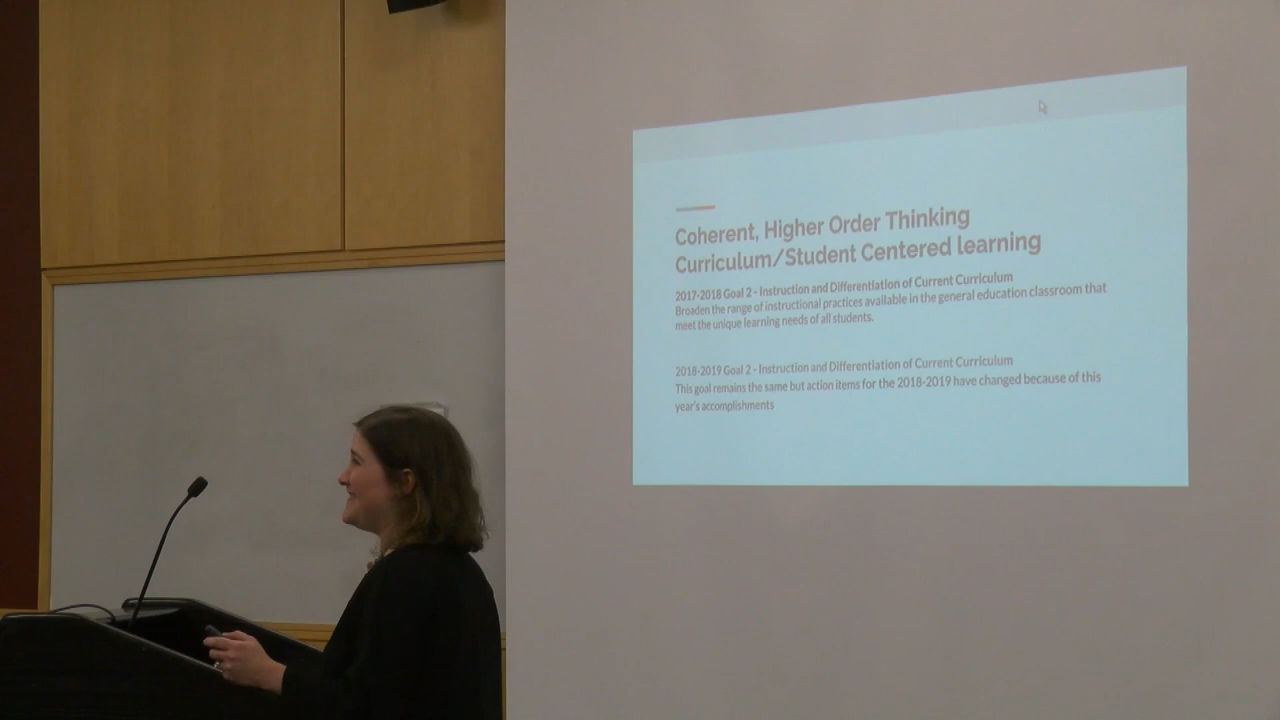 Coherent, Higher Order Thinking
Curriculum/Student Centered learning
2017-2018 Goal 2 - Instruction and Differentiation of Current Curriculum
Broaden the range of instructional practices available in the general education classroom that
meet the unique learning needs of all students.
2018-2019 Goal 2 - Instruction and Differentiation of Current Curriculum
This goal remains the same but action items for the 2018-2019 have changed because of this
year's accomplishments